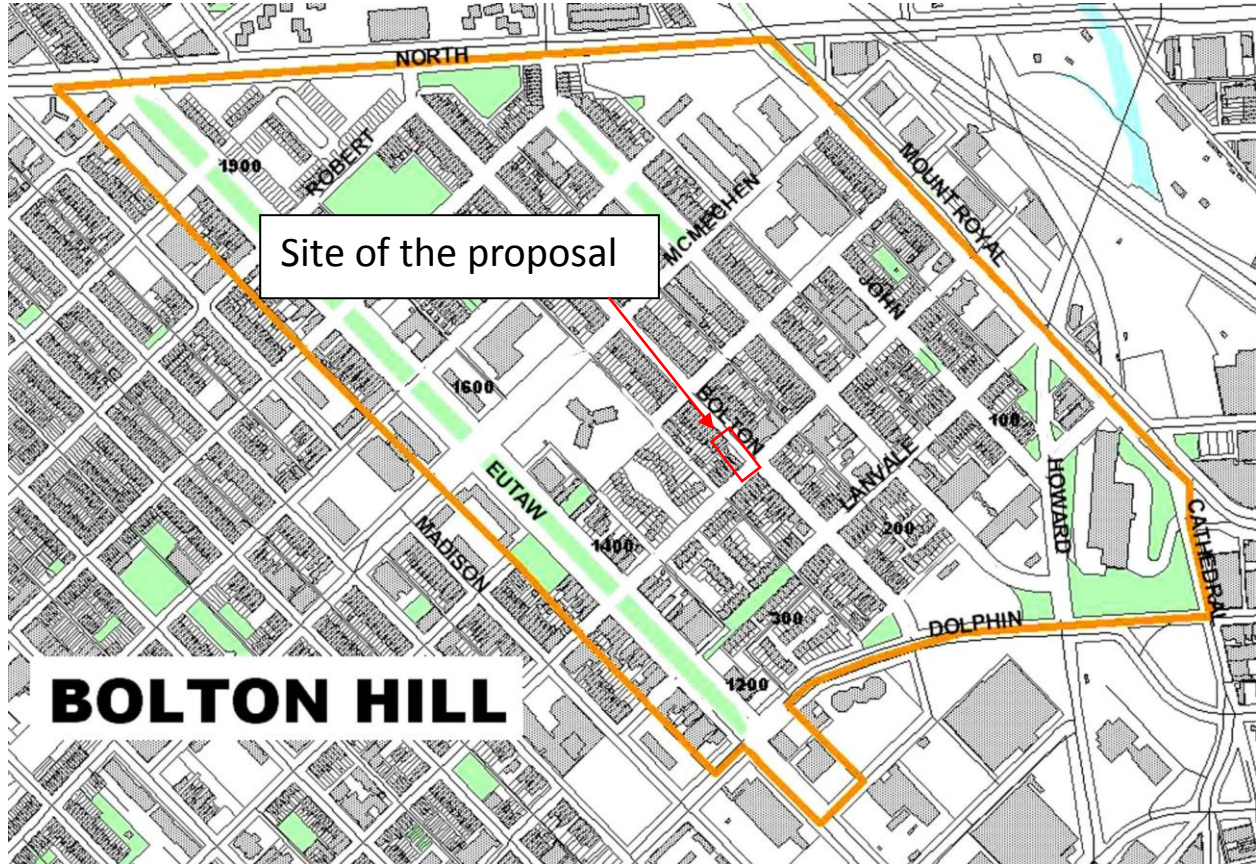 NORTH
1900
ROBERT
MOUNT ROYAL
Site of the proposal
MCMECHEN
JOHN
1600
BOLTON
100
LANVALE
EUTAW
HOWARD
CATHEDRAL
200
1400
MADISON
300
DOLPHIN
1200
BOLTON HILL